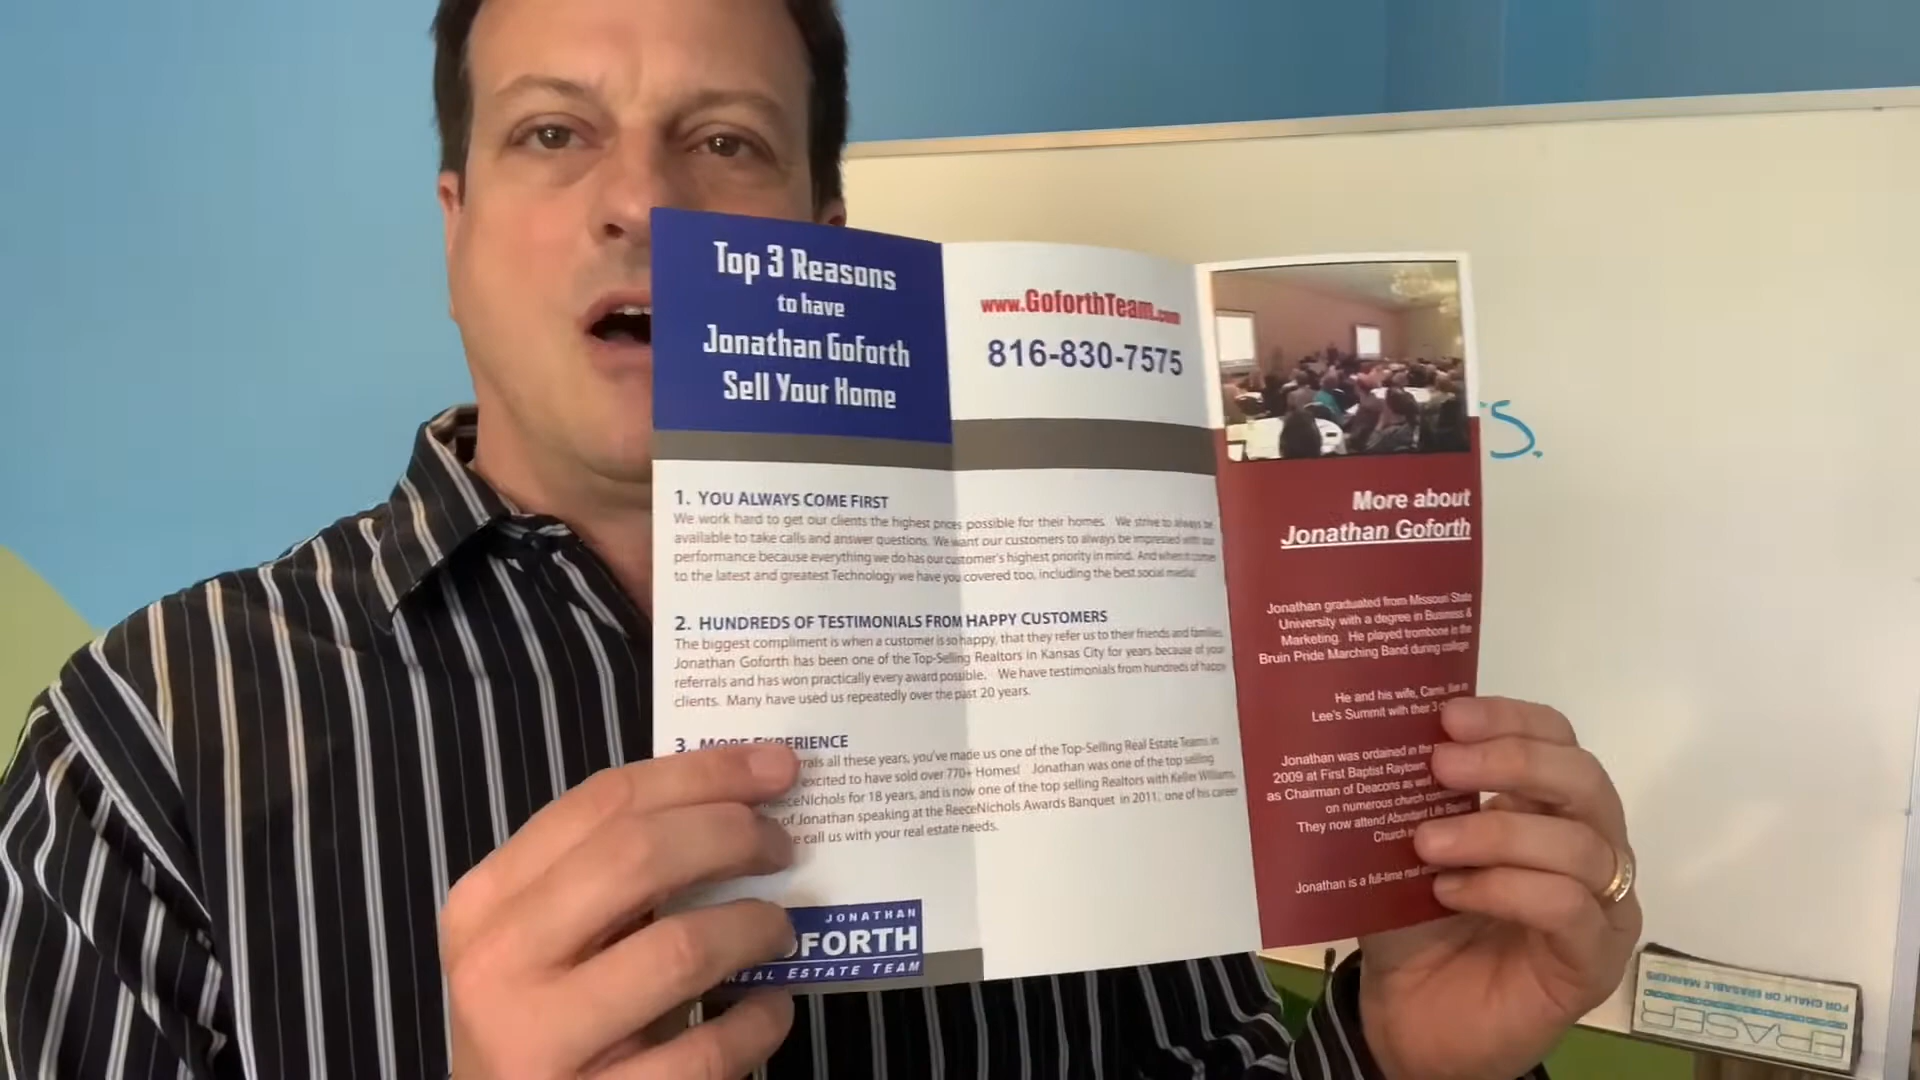 Top 3 Reasons
to have
Jonathan GoForth
Sell Your Home
www.GoforthTeam.com
816-830-7575
1. YOU ALWAYS COME FIRST
We work hard to get our clients the highest prices possible for their homes. We strive to always be
available to take calls and answer questions. We want our customers to always be impressed with our
performance because everything we do has our customer's highest priority in mind. And when it comes
to the latest and greatest Technology we have you covered too, including the best social media!
2. HUNDREDS OF TESTIMONIALS FROM HAPPY CUSTOMERS
The biggest compliment is when a customer is so happy, that they refer us to their friends and families.
Jonathan Goforth has been one of the Top-Selling Realtors in Kansas City for years because of your
referrals and has won practically every award possible. We have testimonials from hundreds of happy
clients. Many have used us repeatedly over the past 20 years.
3. MORE EXPERIENCE
all these years, you've made us one of the Top-Selling Real Estate Teams in
excited to have sold over 770+ Homes! Jonathan was one of the top selling
ReeceNIchols for 18 years, and is now one of the top selling Realtors with Keller Williams.
of Jonathan speaking at the ReeceNichols Awards Banquet in 2011, one of his career
call us with your real estate needs.
JONATHAN
GOFORTH
REAL ESTATE TEAM
More about
Jonathan Goforth
Jonathan graduated from Missouri State
University with a degree in Business &
Marketing. He played trombone in the
Bruin Pride Marching Band during college.
He and his wife, Carrie, live in
Lee's Summit with ther 3
Jonathan was ordained in the
2009 at First Baptist Raytown,
as Chairman of Deacons as well
on numerous church
They now attend Abundant Life Baptist
Church in
Jonathan is a full-time real
S.
ERASER
FOR CHALK OR ERASABLE MARKERS